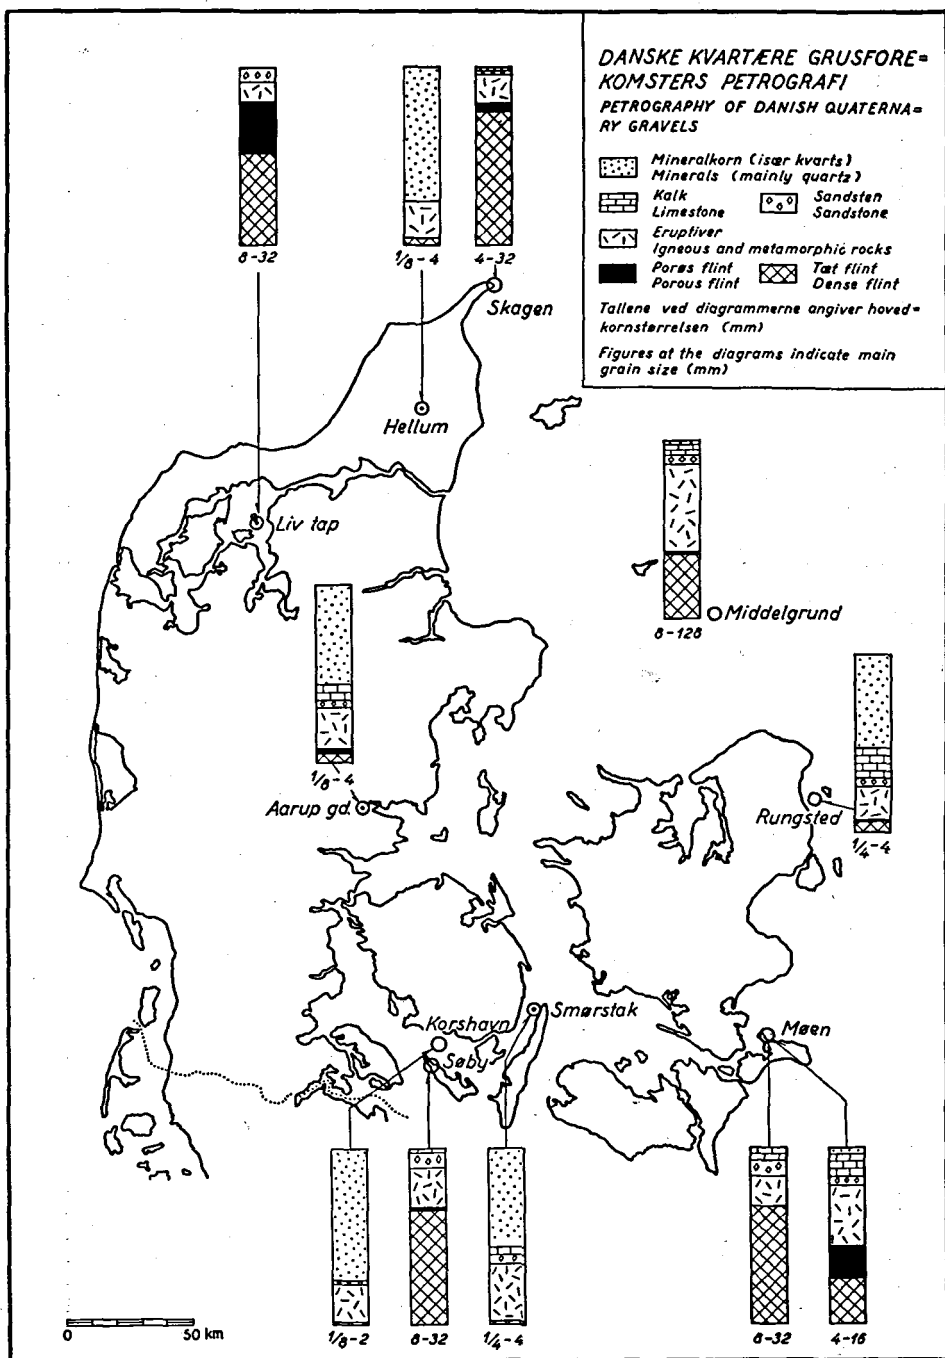 DANSKE KVARTÆRE GRUSFORE=
KOMSTERS PETROGRAFI
PETROGRAPHY OF DANISH QUATERNA=
RY GRAVELS
Mineralkorn (især kvarts)
Minerals (mainly quartz)
Kalk
Limestone
Sandsten
Sandstone
Eruptiver
Igneous and metamorphic rocks
Porøs flint
Porous flint
Tæt flint
Dense flint
Tallene ved diagrammerne angiver hoved=
kornstørrelsen (mm)
Figures at the diagrams indicate main
grain size (mm)
8-32
1/8-4
4-32
Skagen
Hellum
Liv tap
8-128
Middelgrund
1/8-4
Aarup gd.
Rungsted
1/4-4
Korshavn
Smørstak
Søby
Møen
0
50 km
1/8-2
8-32
1/4-4
8-32
4-16